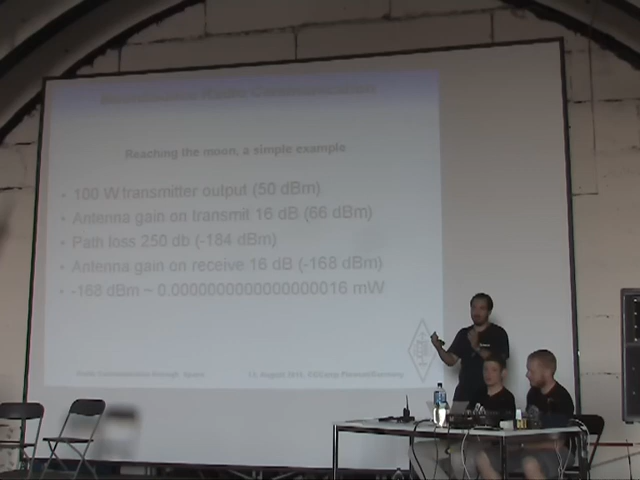 Reaching the moon, a simple example
• 100 W transmitter output (50 dBm)
• Antenna gain on transmit 16 dB (66 dBm)
• Path loss 250 db (-184 dBm)
• Antenna gain on receive 16 dB (-168 dBm)
• -168 dBm ~ 0.000000000000000016 mW